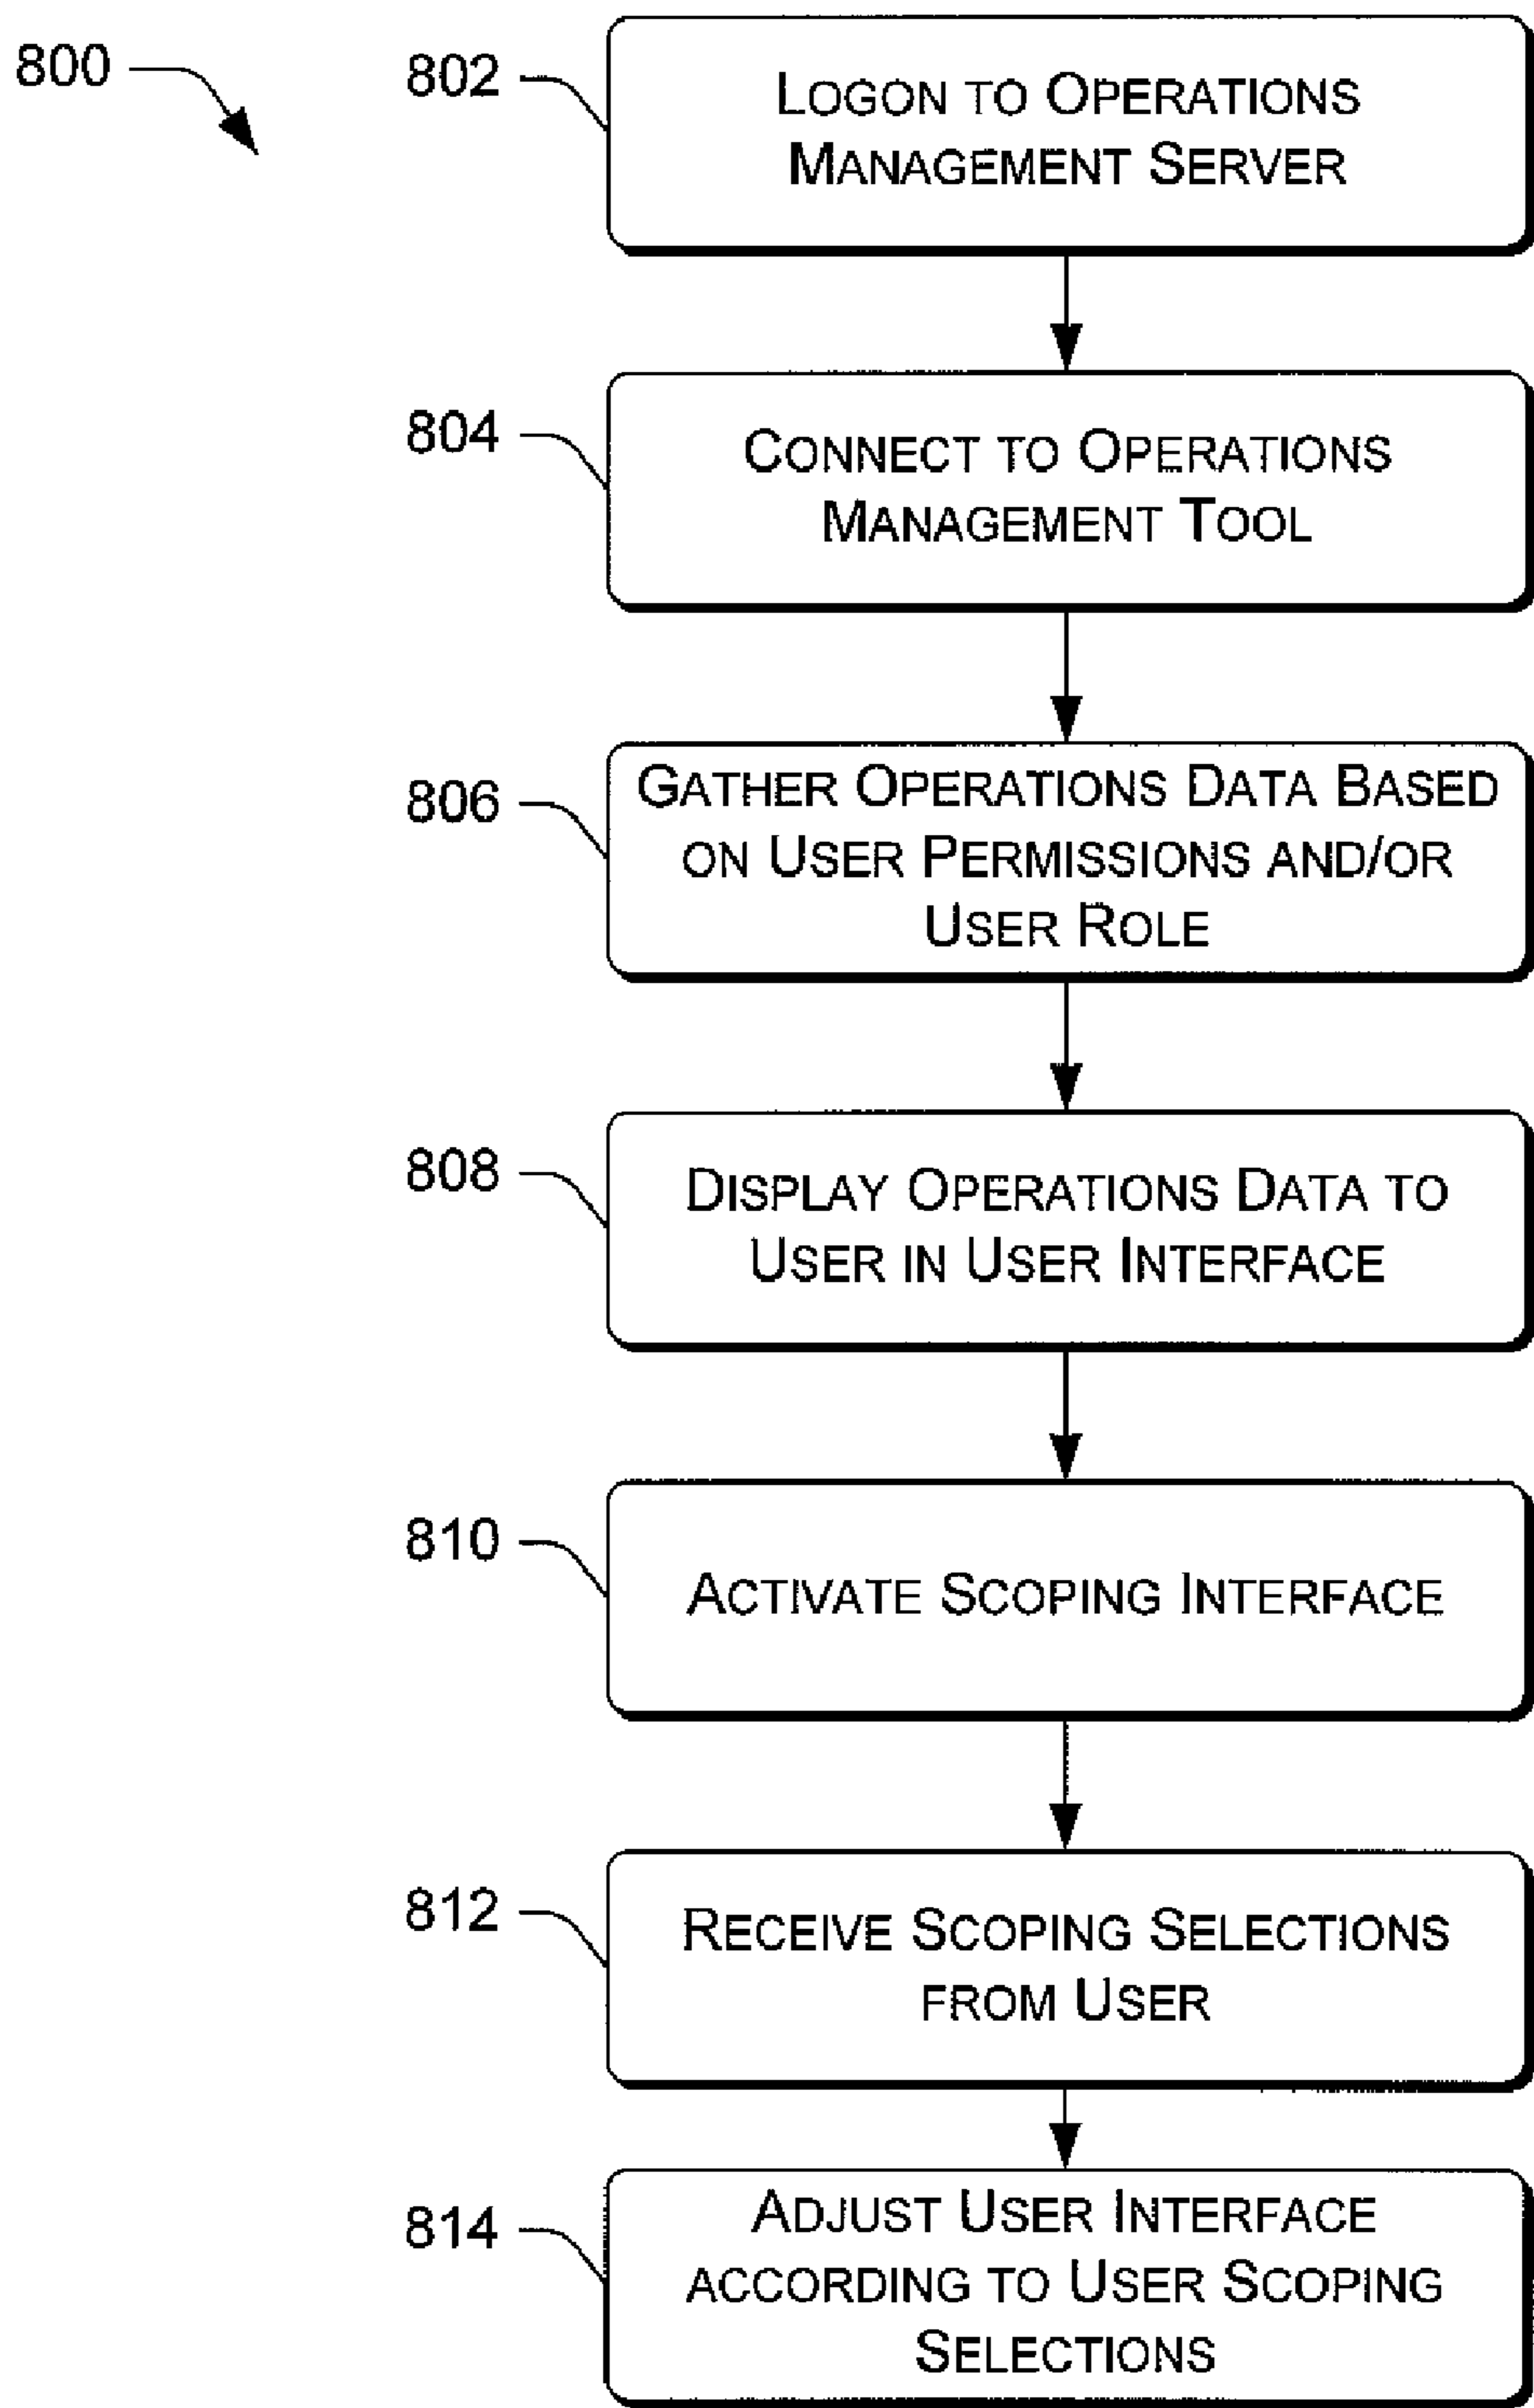 800
802
LOGON TO OPERATIONS
MANAGEMENT SERVER
804
CONNECT TO OPERATIONS
MANAGEMENT TOOL
806
GATHER OPERATIONS DATA BASED
ON USER PERMISSIONS AND/OR
USER ROLE
808
DISPLAY OPERATIONS DATA TO
USER IN USER INTERFACE
810
ACTIVATE SCOPING INTERFACE
812
RECEIVE SCOPING SELECTIONS
FROM USER
814
ADJUST USER INTERFACE
ACCORDING TO USER SCOPING
SELECTIONS